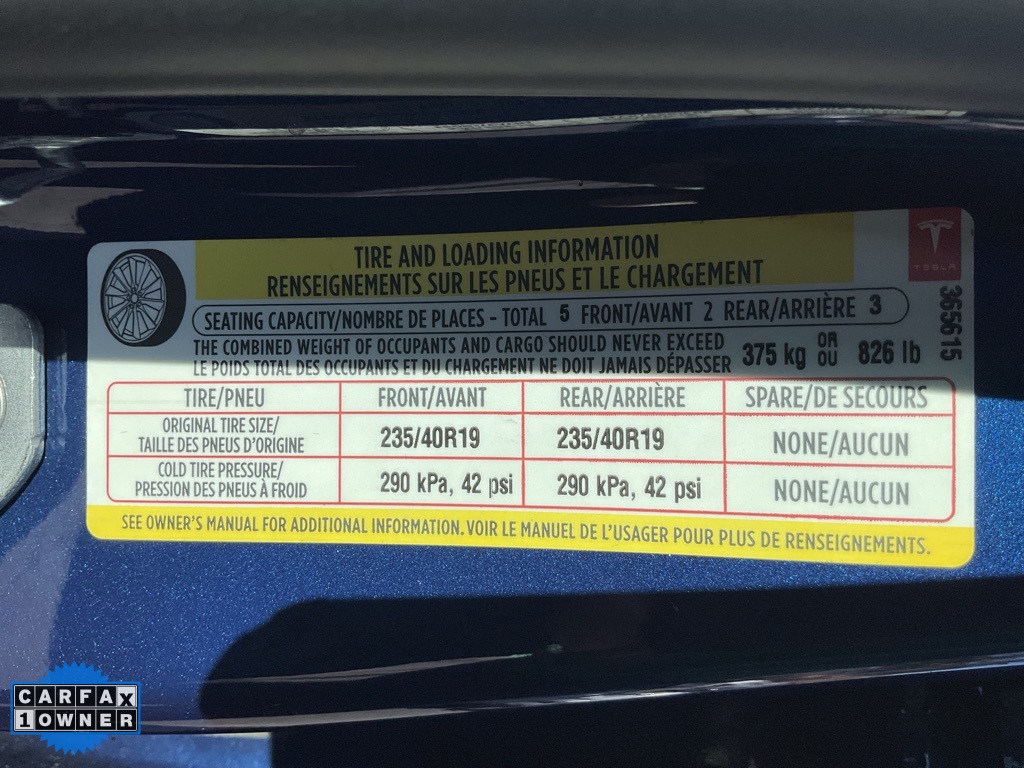 TIRE AND LOADING INFORMATION
RENSEIGNEMENTS SUR LES PNEUS ET LE CHARGEMENT
TESLA
SEATING CAPACITY/NOMBRE DE PLACES - TOTAL 5 FRONT/AVANT 2 REAR/ARRIÈRE 3
THE COMBINED WEIGHT OF OCCUPANTS AND CARGO SHOULD NEVER EXCEED
LE POIDS TOTAL DES OCCUPANTS ET DU CHARGEMENT NE DOIT JAMAIS DÉPASSER
375 kg OR OU 826 lb
365615
TIRE/PNEU FRONT/AVANT REAR/ARRIÈRE SPARE/DE SECOURS
ORIGINAL TIRE SIZE/
TAILLE DES PNEUS D'ORIGINE
235/40R19 235/40R19 NONE/AUCUN
COLD TIRE PRESSURE/
PRESSION DES PNEUS À FROID
290 kPa, 42 psi 290 kPa, 42 psi NONE/AUCUN
SEE OWNER'S MANUAL FOR ADDITIONAL INFORMATION. VOIR LE MANUEL DE L'USAGER POUR PLUS DE RENSEIGNEMENTS.
CARFAX
1 OWNER